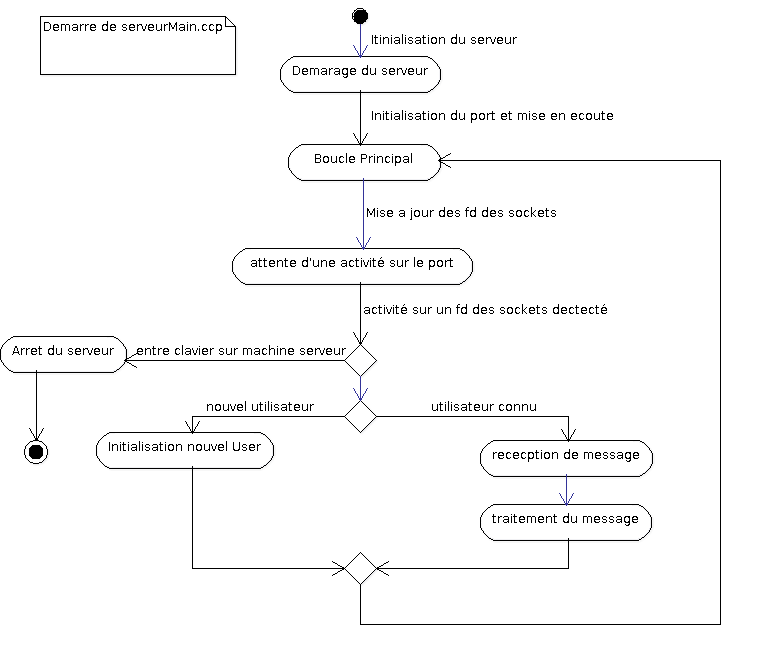 Demarre de serveurMain.ccp
Itinialisation du serveur
Demarage du serveur
Initialisation du port et mise en ecoute
Boucle Principal
Mise a jour des fd des sockets
attente d'une activité sur le port
activité sur un fd des sockets dectecté
Arret du serveur
entre clavier sur machine serveur
nouvel utilisateur
utilisateur connu
Initialisation nouvel User
rececption de message
traitement du message